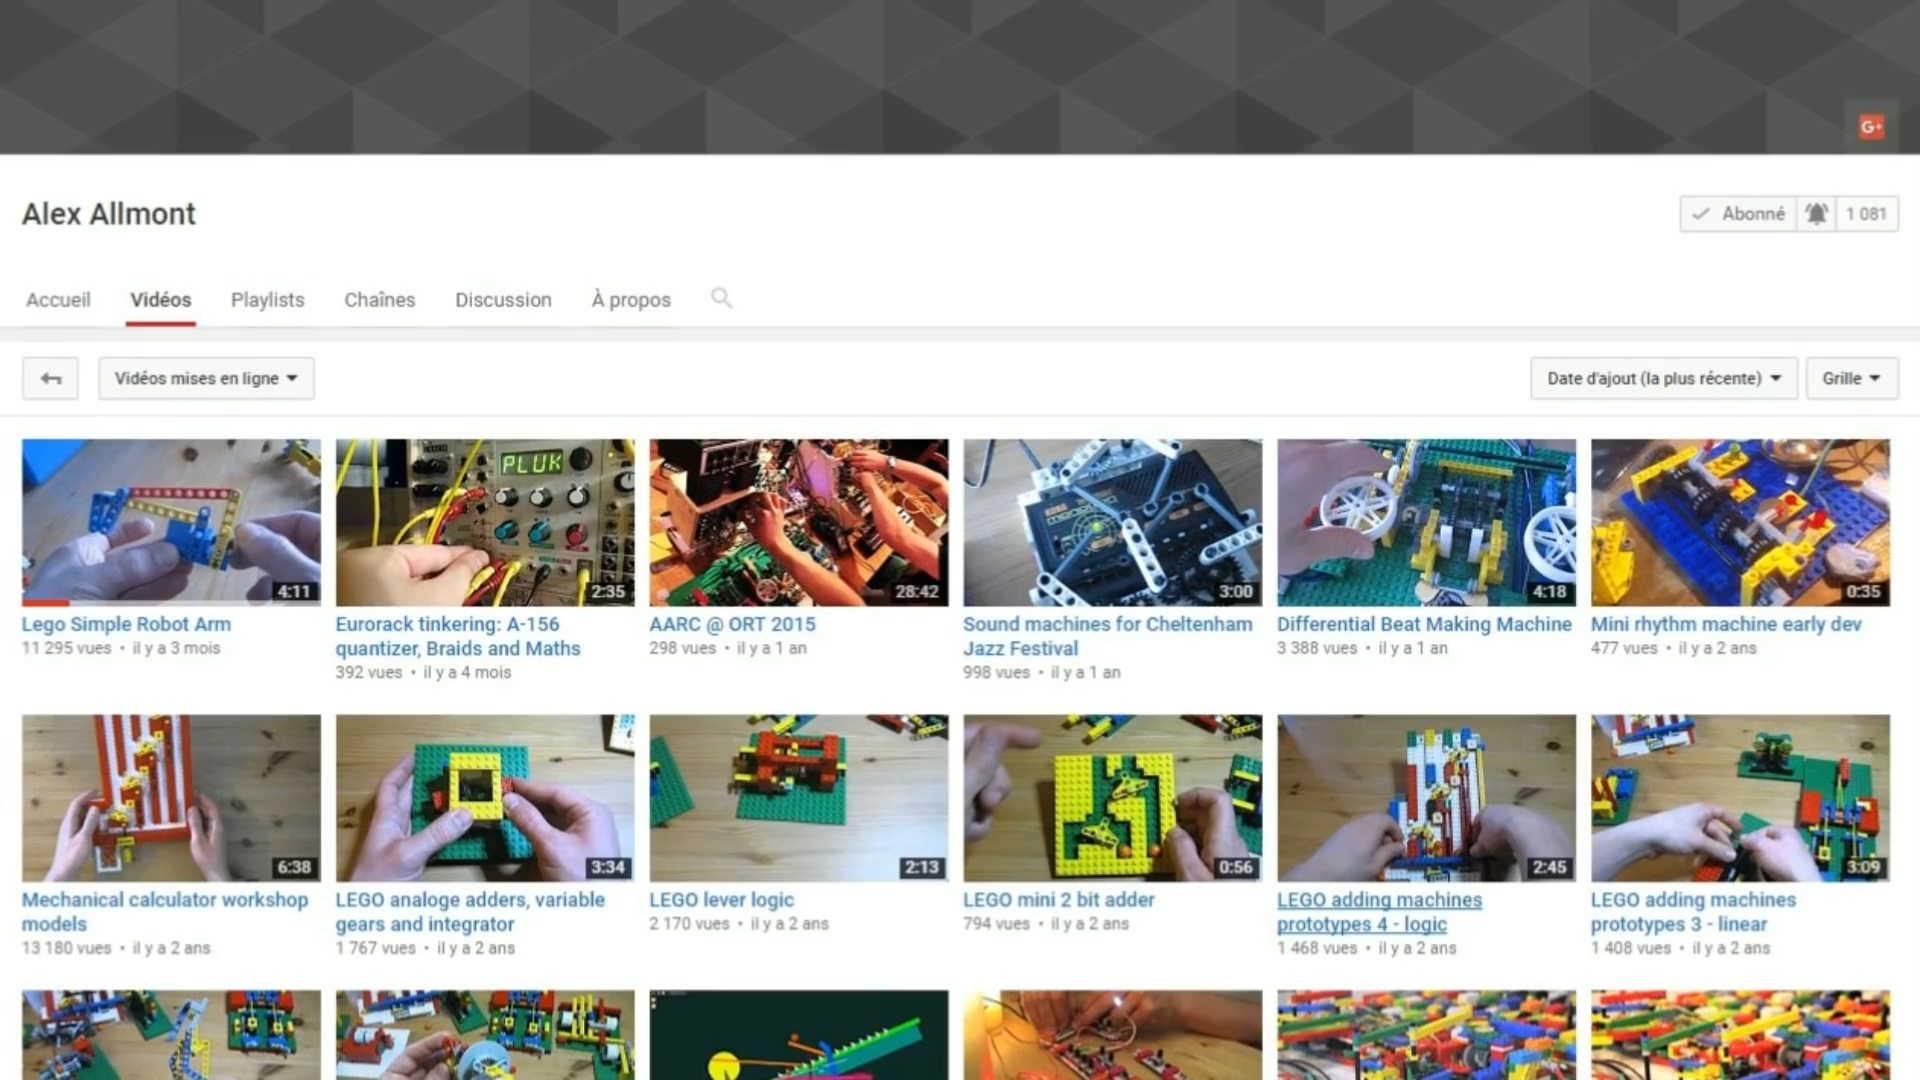 G+
Alex Allmont
Abonné 1 081
Accueil Vidéos Playlists Chaînes Discussion À propos
Vidéos mises en ligne Date d'ajout (la plus récente) Grille
PLUK
4:11 2:35 28:42 3:00 4:18 0:35
Lego Simple Robot Arm
11 295 vues • il y a 3 mois
Eurorack tinkering: A-156
quantizer, Braids and Maths
392 vues • il y a 4 mois
AARC @ ORT 2015
298 vues • il y a 1 an
Sound machines for Cheltenham
Jazz Festival
998 vues • il y a 1 an
Differential Beat Making Machine
3 388 vues • il y a 1 an
Mini rhythm machine early dev
477 vues • il y a 2 ans
6:38 3:34 2:13 0:56 2:45 3:09
Mechanical calculator workshop
models
13 180 vues • il y a 2 ans
LEGO analoge adders, variable
gears and integrator
1 767 vues • il y a 2 ans
LEGO lever logic
2 170 vues • il y a 2 ans
LEGO mini 2 bit adder
794 vues • il y a 2 ans
LEGO adding machines
prototypes 4 - logic
1 468 vues • il y a 2 ans
LEGO adding machines
prototypes 3 - linear
1 408 vues • il y a 2 ans